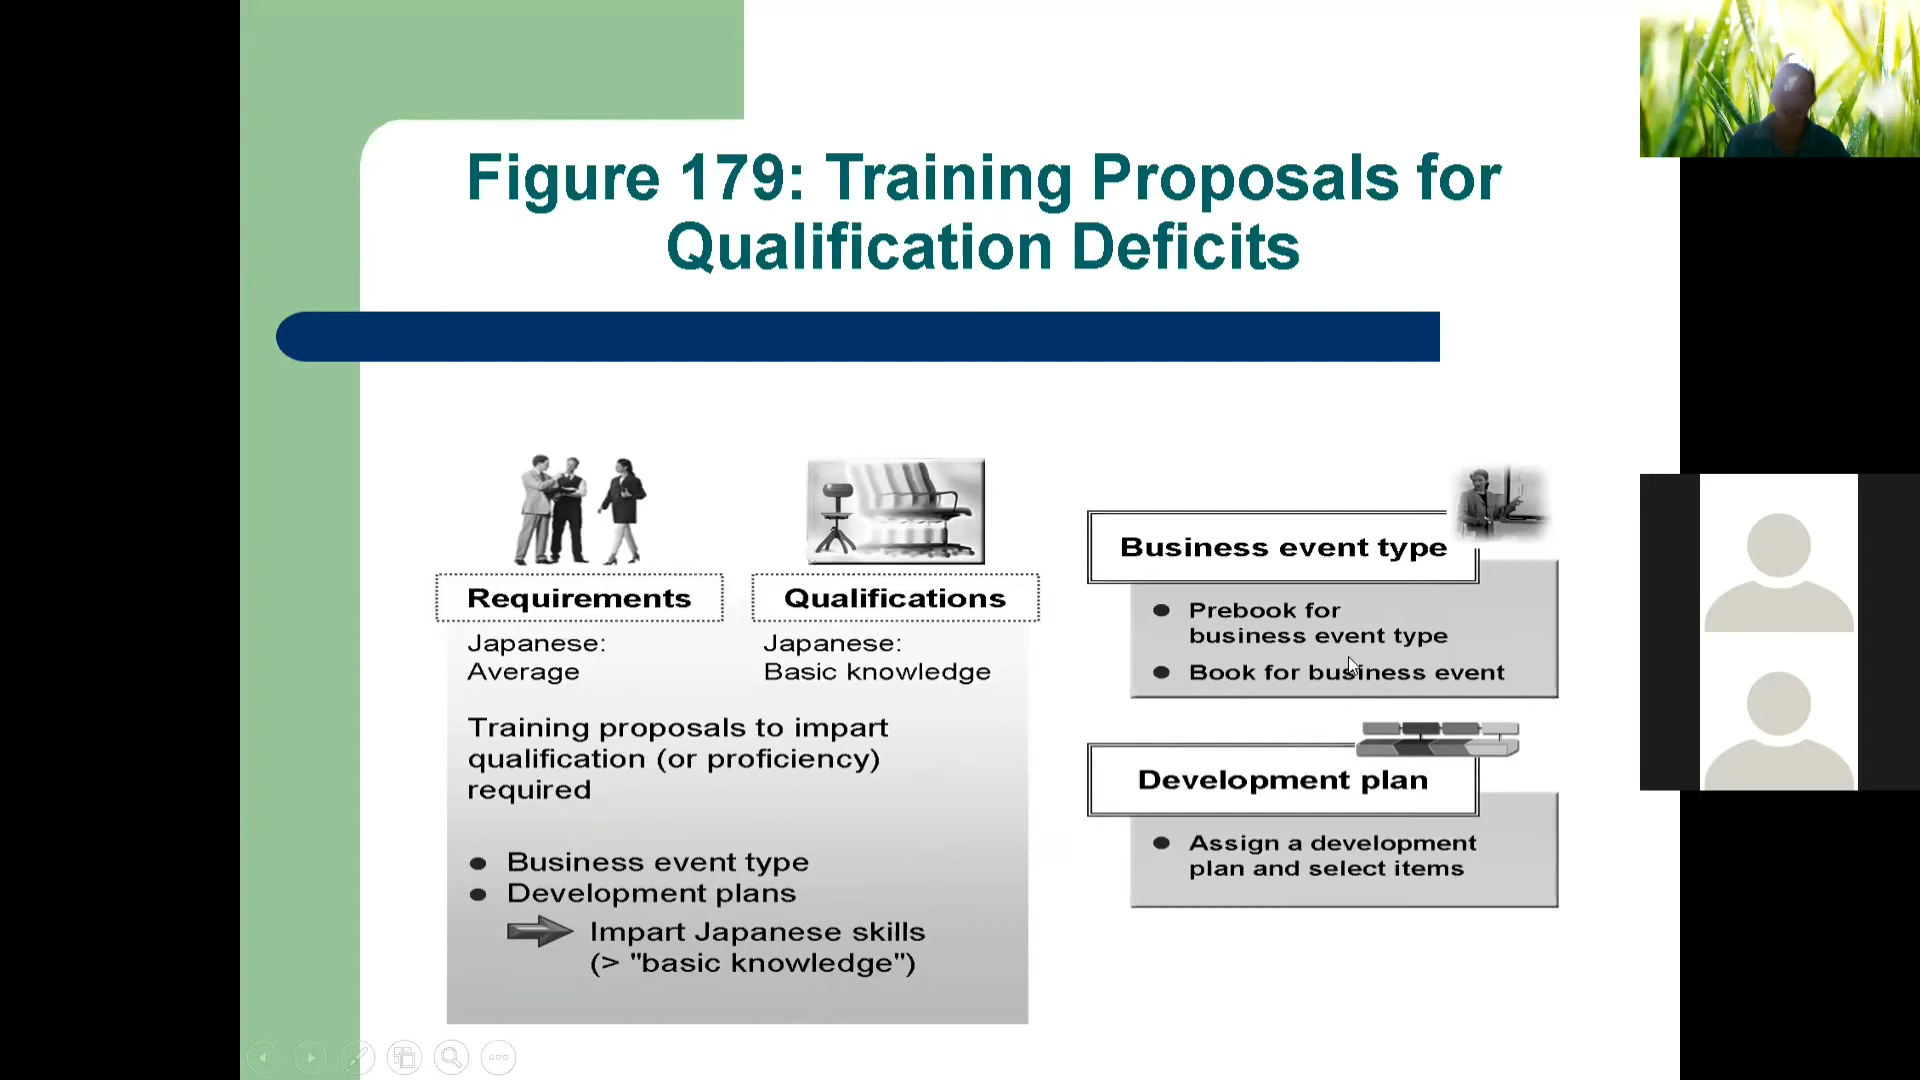 Figure 179: Training Proposals for
Qualification Deficits
Requirements
Japanese:
Average
Qualifications
Japanese:
Basic knowledge
Training proposals to impart
qualification (or proficiency)
required
● Business event type
● Development plans
Impart Japanese skills
(> "basic knowledge")
Business event type
● Prebook for
business event type
● Book for business event
Development plan
● Assign a development
plan and select items